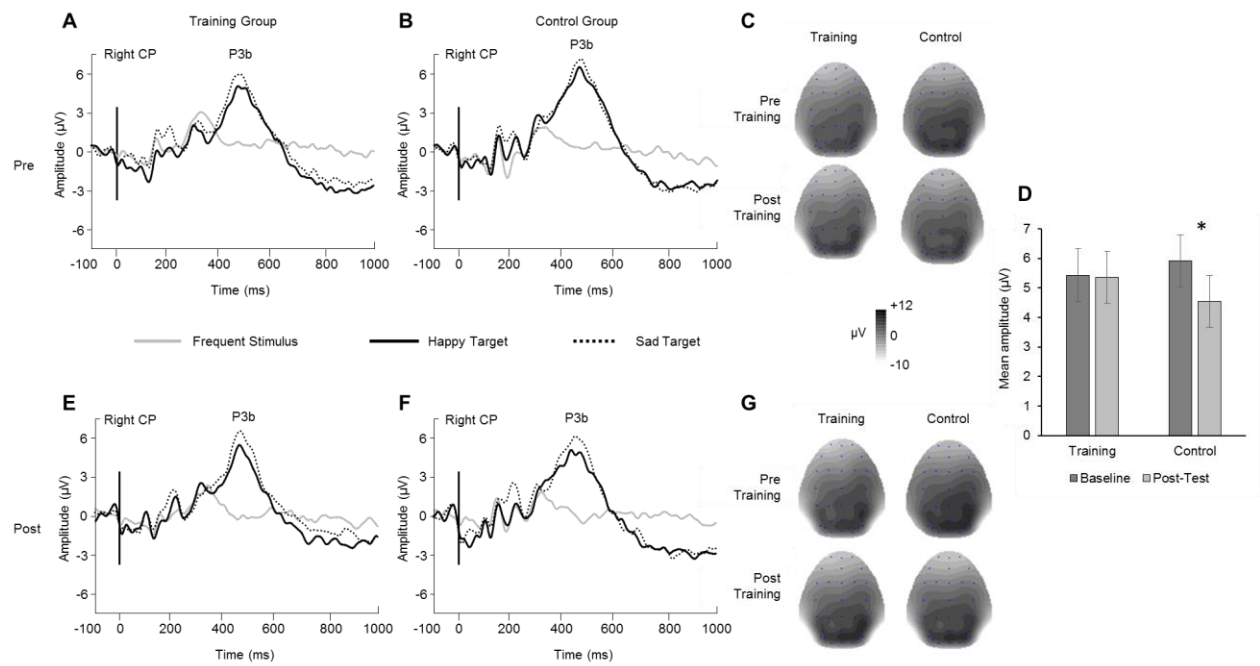 A
Training Group
B
Control Group
C
Training
Control
Right CP
P3b
Right CP
P3b
6
3
0
-3
-6
Amplitude (µV)
-100 0 200 400 600 800 1000
Time (ms)
6
3
0
-3
-6
Amplitude (µV)
-100 0 200 400 600 800 1000
Time (ms)
Pre
Pre
Training
Post
Training
µV
+12
0
-10
D
*
7
6
5
4
3
2
1
0
Mean amplitude (µV)
Training
Control
Baseline
Post-Test
Frequent Stimulus
Happy Target
Sad Target
E
Right CP
P3b
F
Right CP
P3b
G
Training
Control
6
3
0
-3
-6
Amplitude (µV)
-100 0 200 400 600 800 1000
Time (ms)
6
3
0
-3
-6
Amplitude (µV)
-100 0 200 400 600 800 1000
Time (ms)
Post
Pre
Training
Post
Training